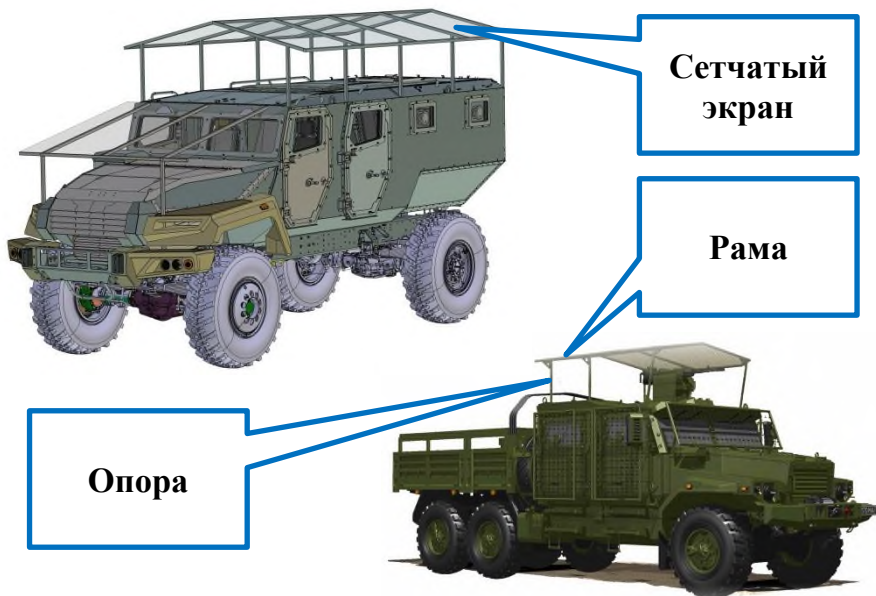 Сетчатый
экран
Рама
Опора